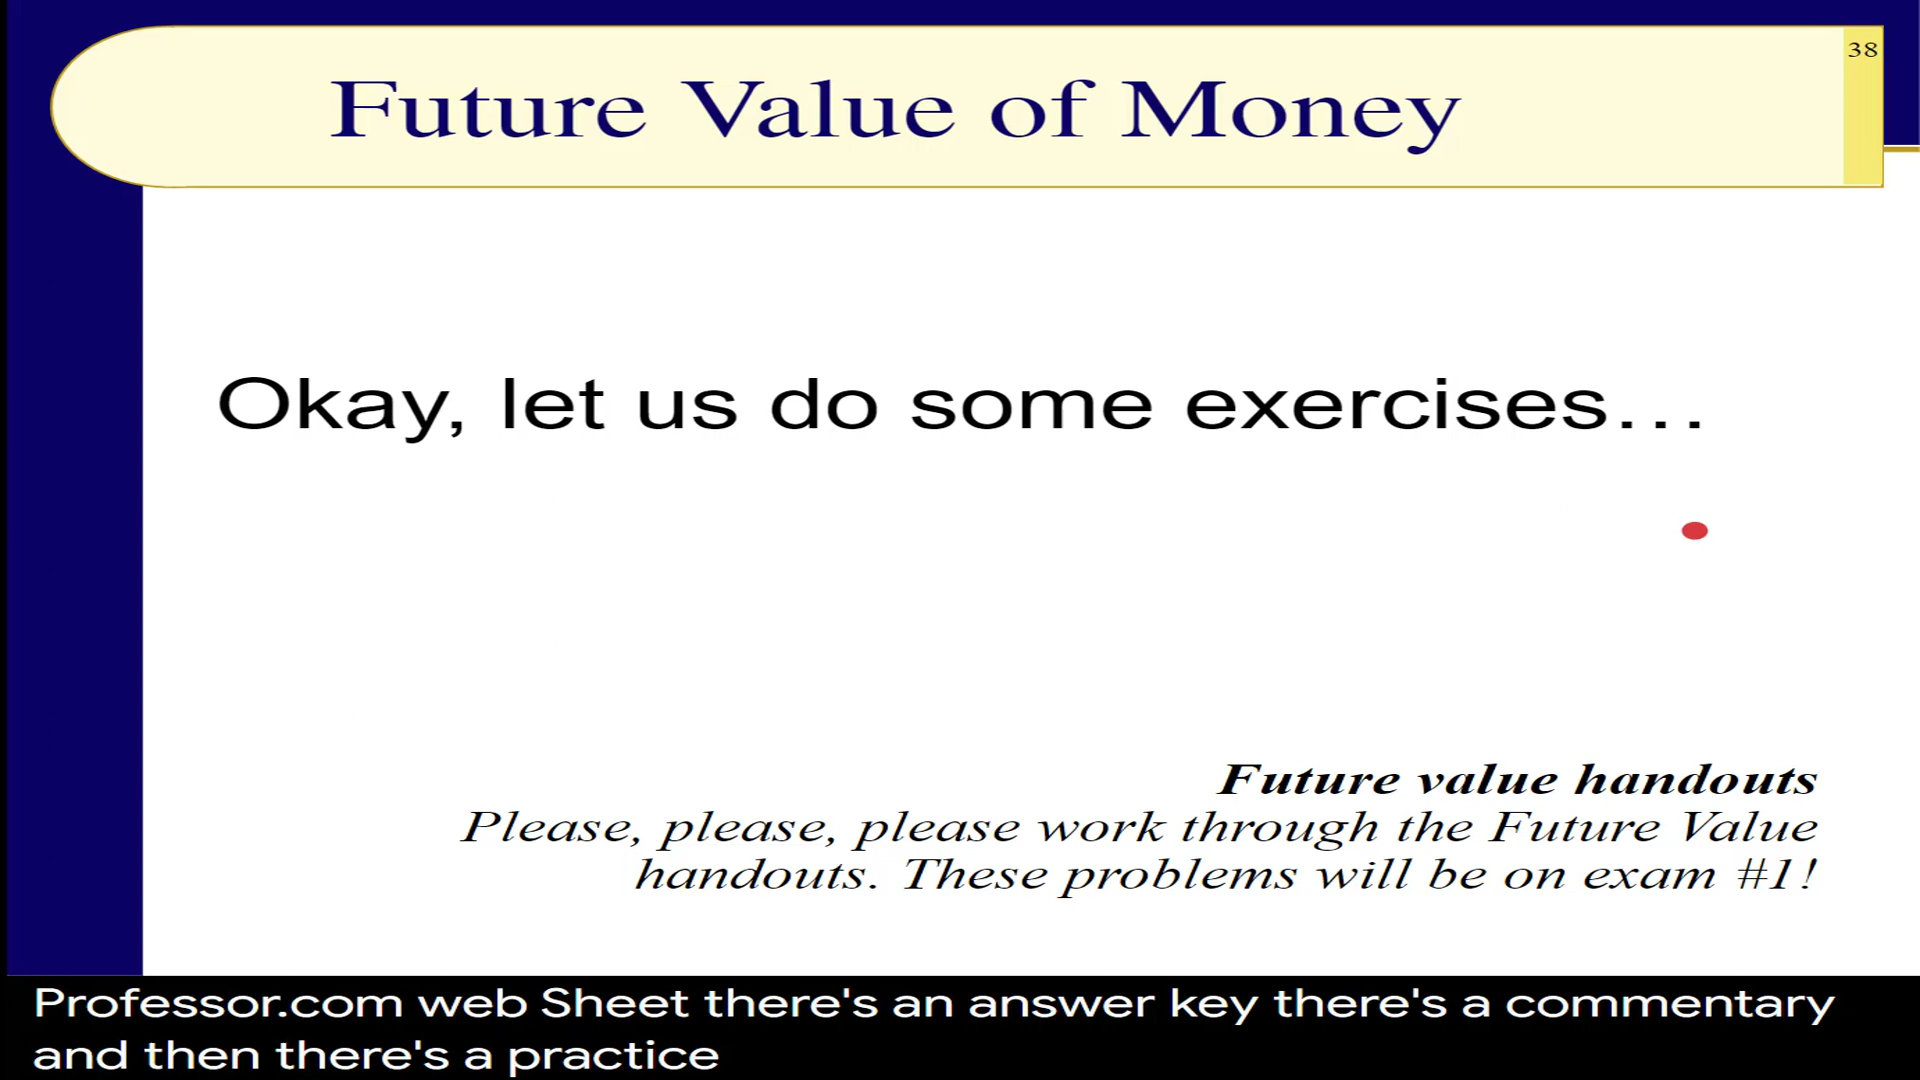 38
Future Value of Money
Okay, let us do some exercises…
Future value handouts
Please, please, please work through the Future Value
handouts. These problems will be on exam #1!
Professor.com web Sheet there's an answer key there's a commentary
and then there's a practice